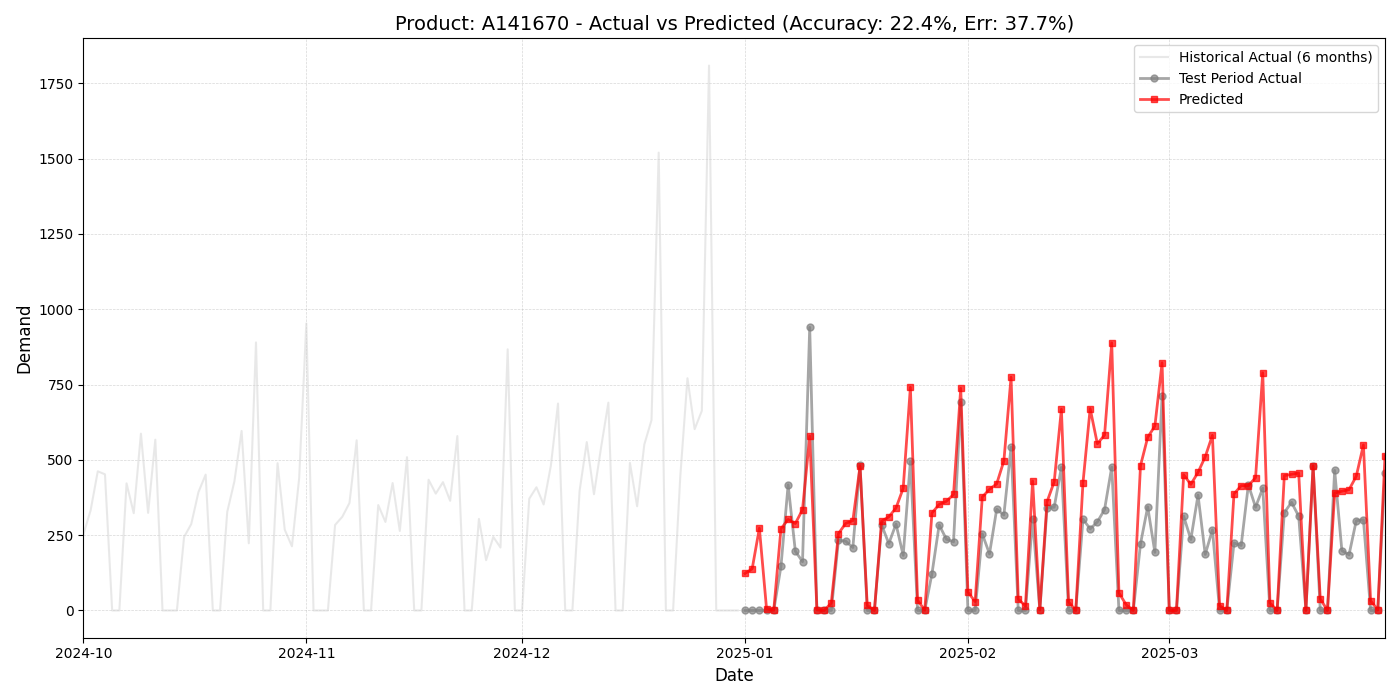 Product: A141670 - Actual vs Predicted (Accuracy: 22.4%, Err: 37.7%)
Historical Actual (6 months)
Test Period Actual
Predicted
Demand
1750
1500
1250
1000
750
500
250
0
2024-10
2024-11
2024-12
2025-01
2025-02
2025-03
Date